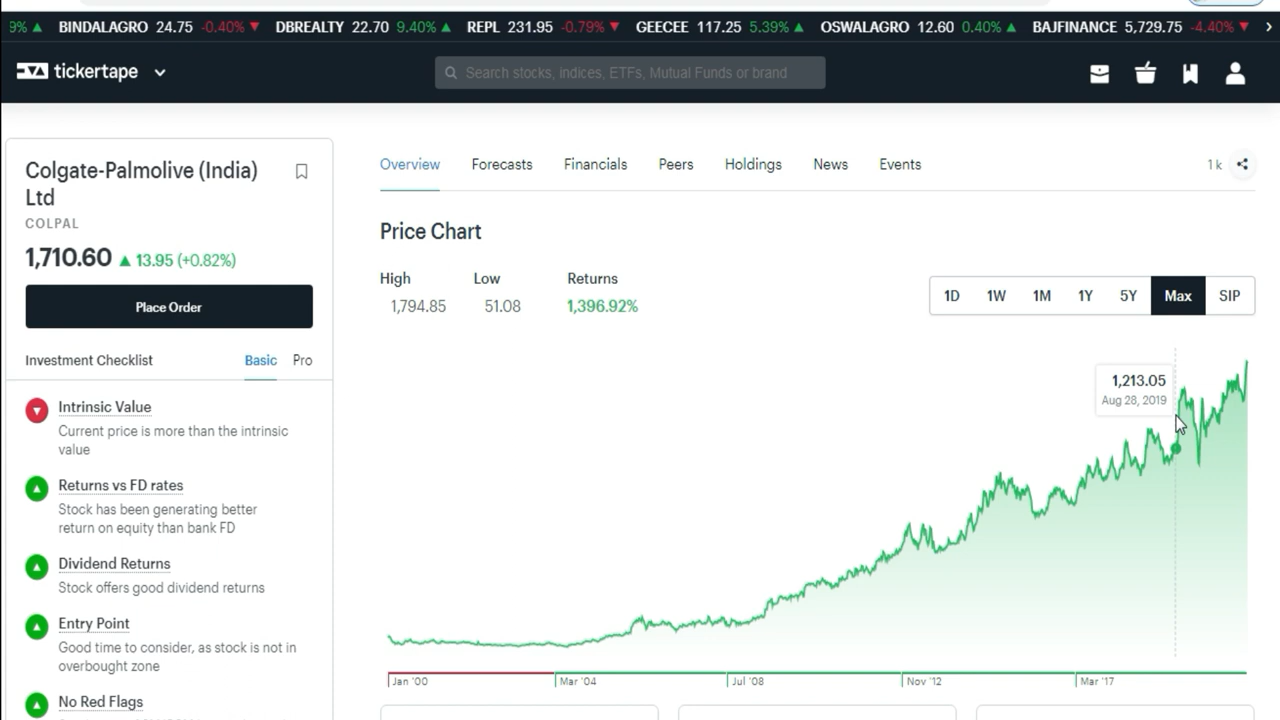 9% ▲ BINDALAGRO 24.75 -0.40% ▼ DBREALTY 22.70 9.40% ▲ REPL 231.95 -0.79% ▼ GEECEE 117.25 5.39% ▲ OSWALAGRO 12.60 0.40% ▲ BAJFINANCE 5,729.75 -4.40% ▼
tickertape
Search stocks, indices, ETFs, Mutual Funds or brand
Colgate-Palmolive (India)
Ltd
COLPAL
1,710.60 ▲ 13.95 (+0.82%)
Place Order
Investment Checklist Basic Pro
Intrinsic Value
Current price is more than the intrinsic
value
Returns vs FD rates
Stock has been generating better
return on equity than bank FD
Dividend Returns
Stock offers good dividend returns
Entry Point
Good time to consider, as stock is not in
overbought zone
No Red Flags
Overview Forecasts Financials Peers Holdings News Events 1 k
Price Chart
High Low Returns
1,794.85 51.08 1,396.92%
1D 1W 1M 1Y 5Y Max SIP
1,213.05
Aug 28, 2019
Jan '00 Mar '04 Jul '08 Nov '12 Mar '17